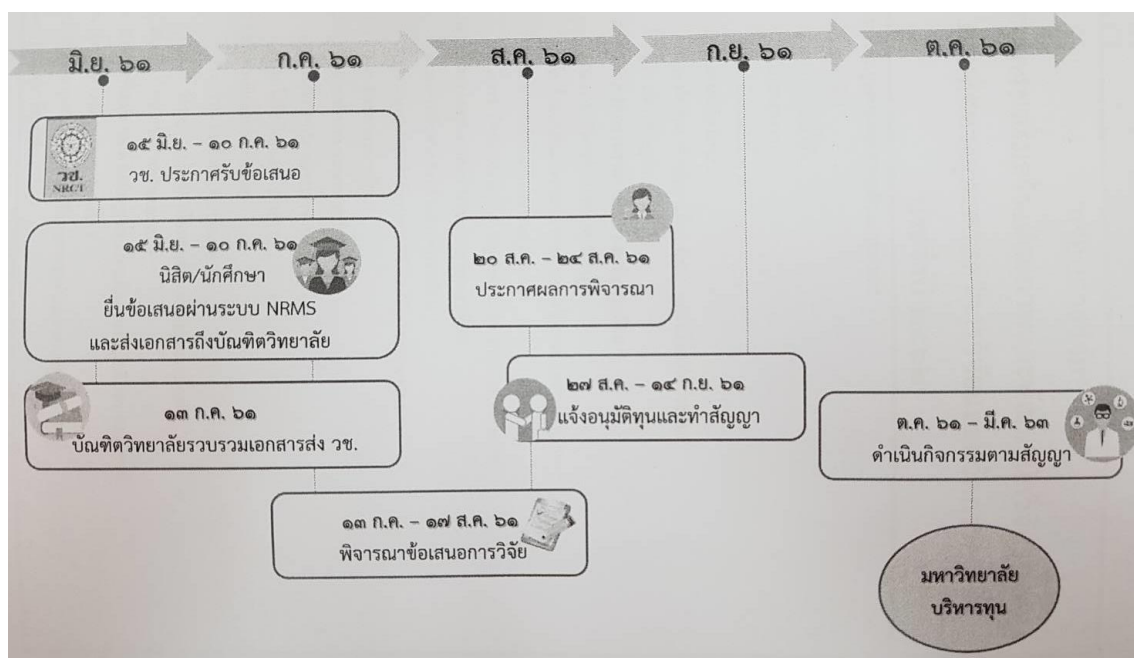 มิ.ย. ๖๑
ก.ค. ๖๑
ส.ค. ๖๑
ก.ย. ๖๑
ต.ค. ๖๑
วช.
NRCT
๑๕ มิ.ย. – ๑๐ ก.ค. ๖๑
วช. ประกาศรับข้อเสนอ
๑๕ มิ.ย. – ๑๐ ก.ค. ๖๑
นิสิต/นักศึกษา
ยื่นข้อเสนอผ่านระบบ NRMS
และส่งเอกสารถึงบัณฑิตวิทยาลัย
๑๓ ก.ค. ๖๑
บัณฑิตวิทยาลัยรวบรวมเอกสารส่ง วช.
๑๓ ก.ค. – ๑๗ ส.ค. ๖๑
พิจารณาข้อเสนอการวิจัย
๒๐ ส.ค. – ๒๔ ส.ค. ๖๑
ประกาศผลการพิจารณา
๒๗ ส.ค. – ๑๔ ก.ย. ๖๑
แจ้งอนุมัติทุนและทำสัญญา
ต.ค. ๖๑ – มี.ค. ๖๓
ดำเนินกิจกรรมตามสัญญา
มหาวิทยาลัย
บริหารทุน